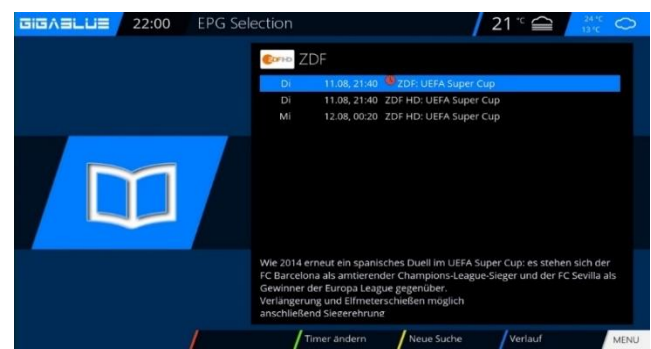 GIGABLUE 22:00 EPG Selection 21 °C 24 °C
13 °C
ZDF HD ZDF
Di 11.08, 21:40 ZDF: UEFA Super Cup
Di 11.08, 21:40 ZDF HD: UEFA Super Cup
Mi 12.08, 00:20 ZDF HD: UEFA Super Cup
Wie 2014 erneut ein spanisches Duell im UEFA Super Cup: es stehen sich der
FC Barcelona als amtierender Champions-League-Sieger und der FC Sevilla als
Gewinner der Europa League gegenüber.
Verlängerung und Elfmeterschießen möglich
anschließend Siegerehrung
Timer ändern Neue Suche Verlauf MENU